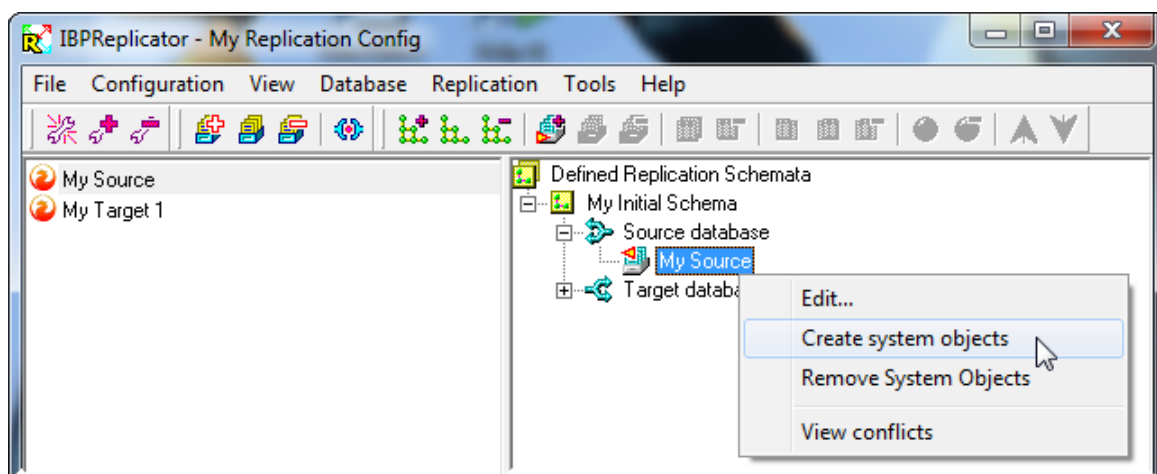 IBPReplicator - My Replication Config
File Configuration View Database Replication Tools Help
My Source
My Target 1
Defined Replication Schemata
My Initial Schema
Source database
My Source
Target databa
Edit...
Create system objects
Remove System Objects
View conflicts